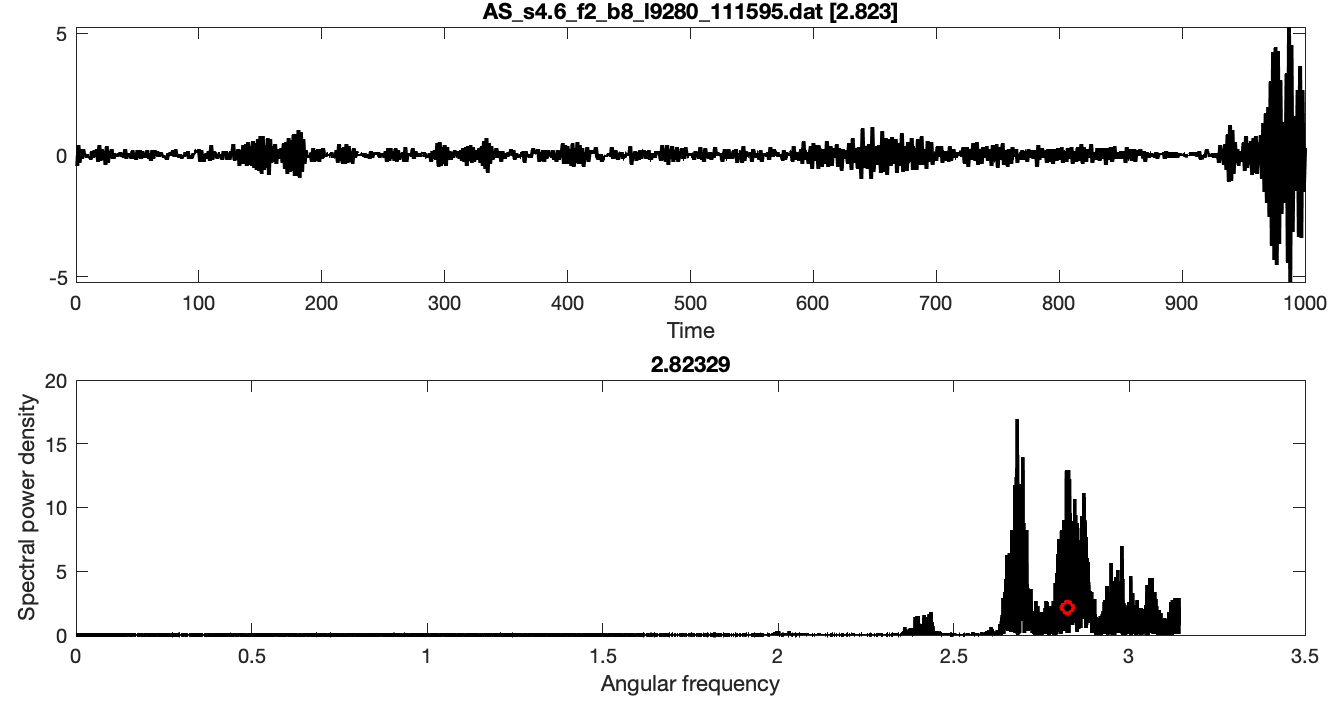 AS_s4.6_f2_b8_l9280_111595.dat [2.823]
5
0
-5
0 100 200 300 400 500 600 700 800 900 1000
Time
2.82329
20
15
10
5
0
Spectral power density
0 0.5 1 1.5 2 2.5 3 3.5
Angular frequency